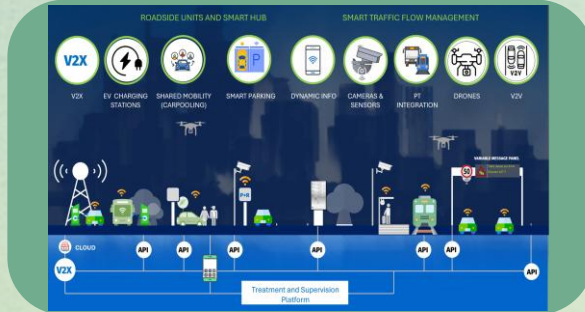 ROADSIDE UNITS AND SMART HUB
SMART TRAFFIC FLOW MANAGEMENT
V2X
P
V2V
V2X
EV CHARGING
STATIONS
SHARED MOBILITY
(CARPOOLING)
SMART PARKING
DYNAMIC INFO
CAMERAS &
SENSORS
PT
INTEGRATION
DRONES
V2V
VARIABLE MESSAGE PANEL
50
P+R
CLOUD
V2X
API
API
API
API
API
API
API
Treatment and Supervision
Platform